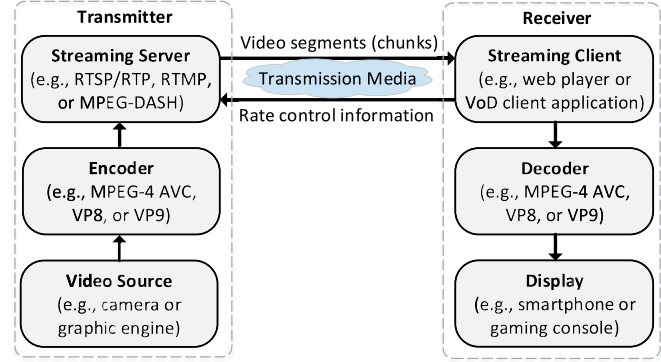 Transmitter
Streaming Server
(e.g., RTSP/RTP, RTMP,
or MPEG-DASH)
Encoder
(e.g., MPEG-4 AVC,
VP8, or VP9)
Video Source
(e.g., camera or
graphic engine)
Video segments (chunks)
Transmission Media
Rate control information
Receiver
Streaming Client
(e.g., web player or
VoD client application)
Decoder
(e.g., MPEG-4 AVC,
VP8, or VP9)
Display
(e.g., smartphone or
gaming console)